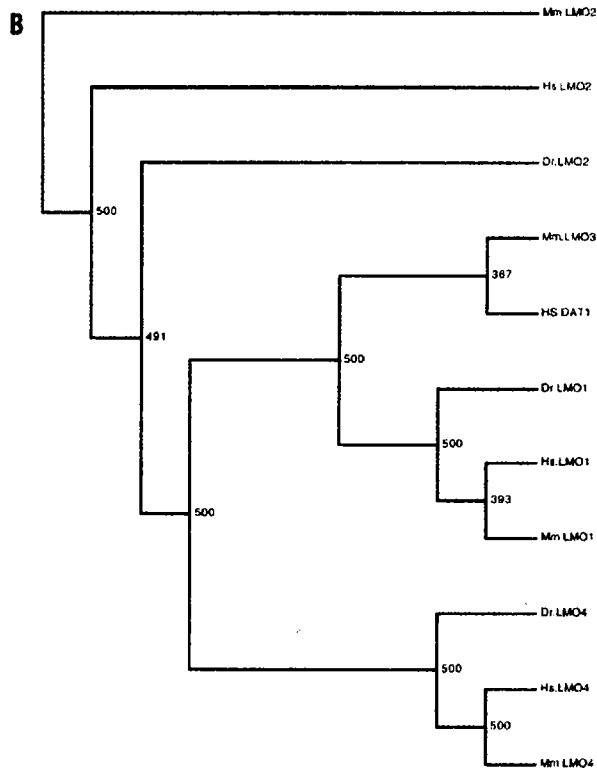 B
Mm LMO2
Hs LMO2
Dr.LMO2
500
Mm.LMO3
367
HS DAT1
491
500
Dr LMO1
500
Hs.LMO1
393
Mm LMO1
500
Dr.LMO4
500
Hs.LMO4
500
Mm LMO4